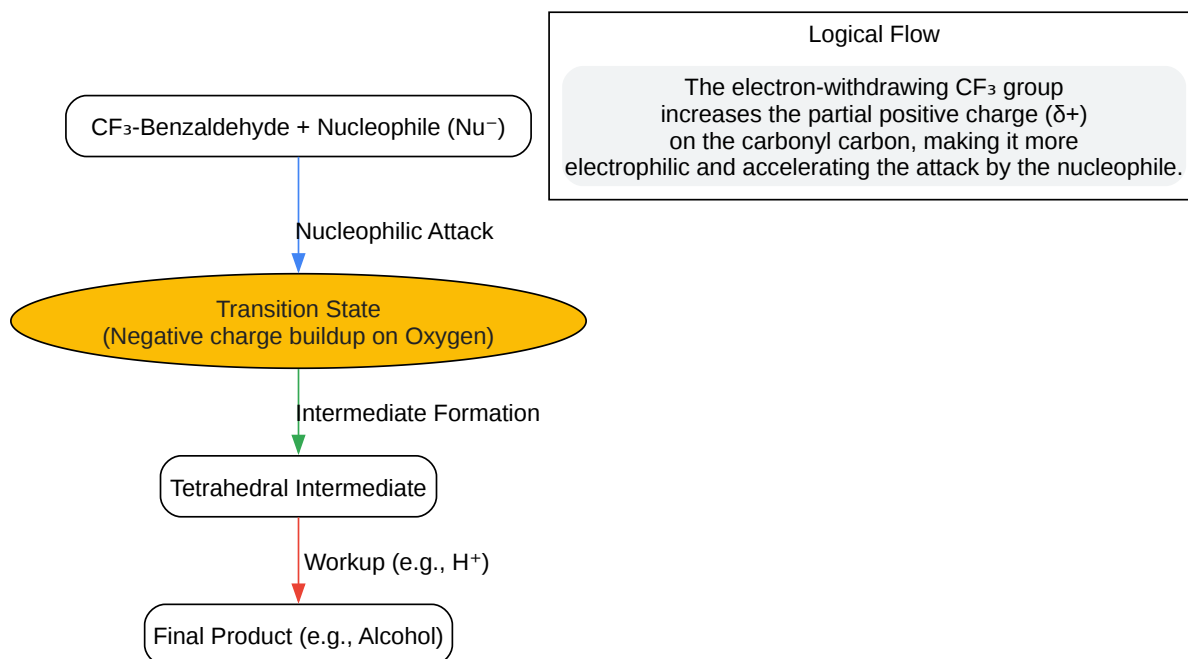 Logical Flow
The electron-withdrawing CF₃ group
increases the partial positive charge (δ+)
on the carbonyl carbon, making it more
electrophilic and accelerating the attack by the nucleophile.
CF₃-Benzaldehyde + Nucleophile (Nu⁻)
Nucleophilic Attack
Transition State
(Negative charge buildup on Oxygen)
Intermediate Formation
Tetrahedral Intermediate
Workup (e.g., H⁺)
Final Product (e.g., Alcohol)